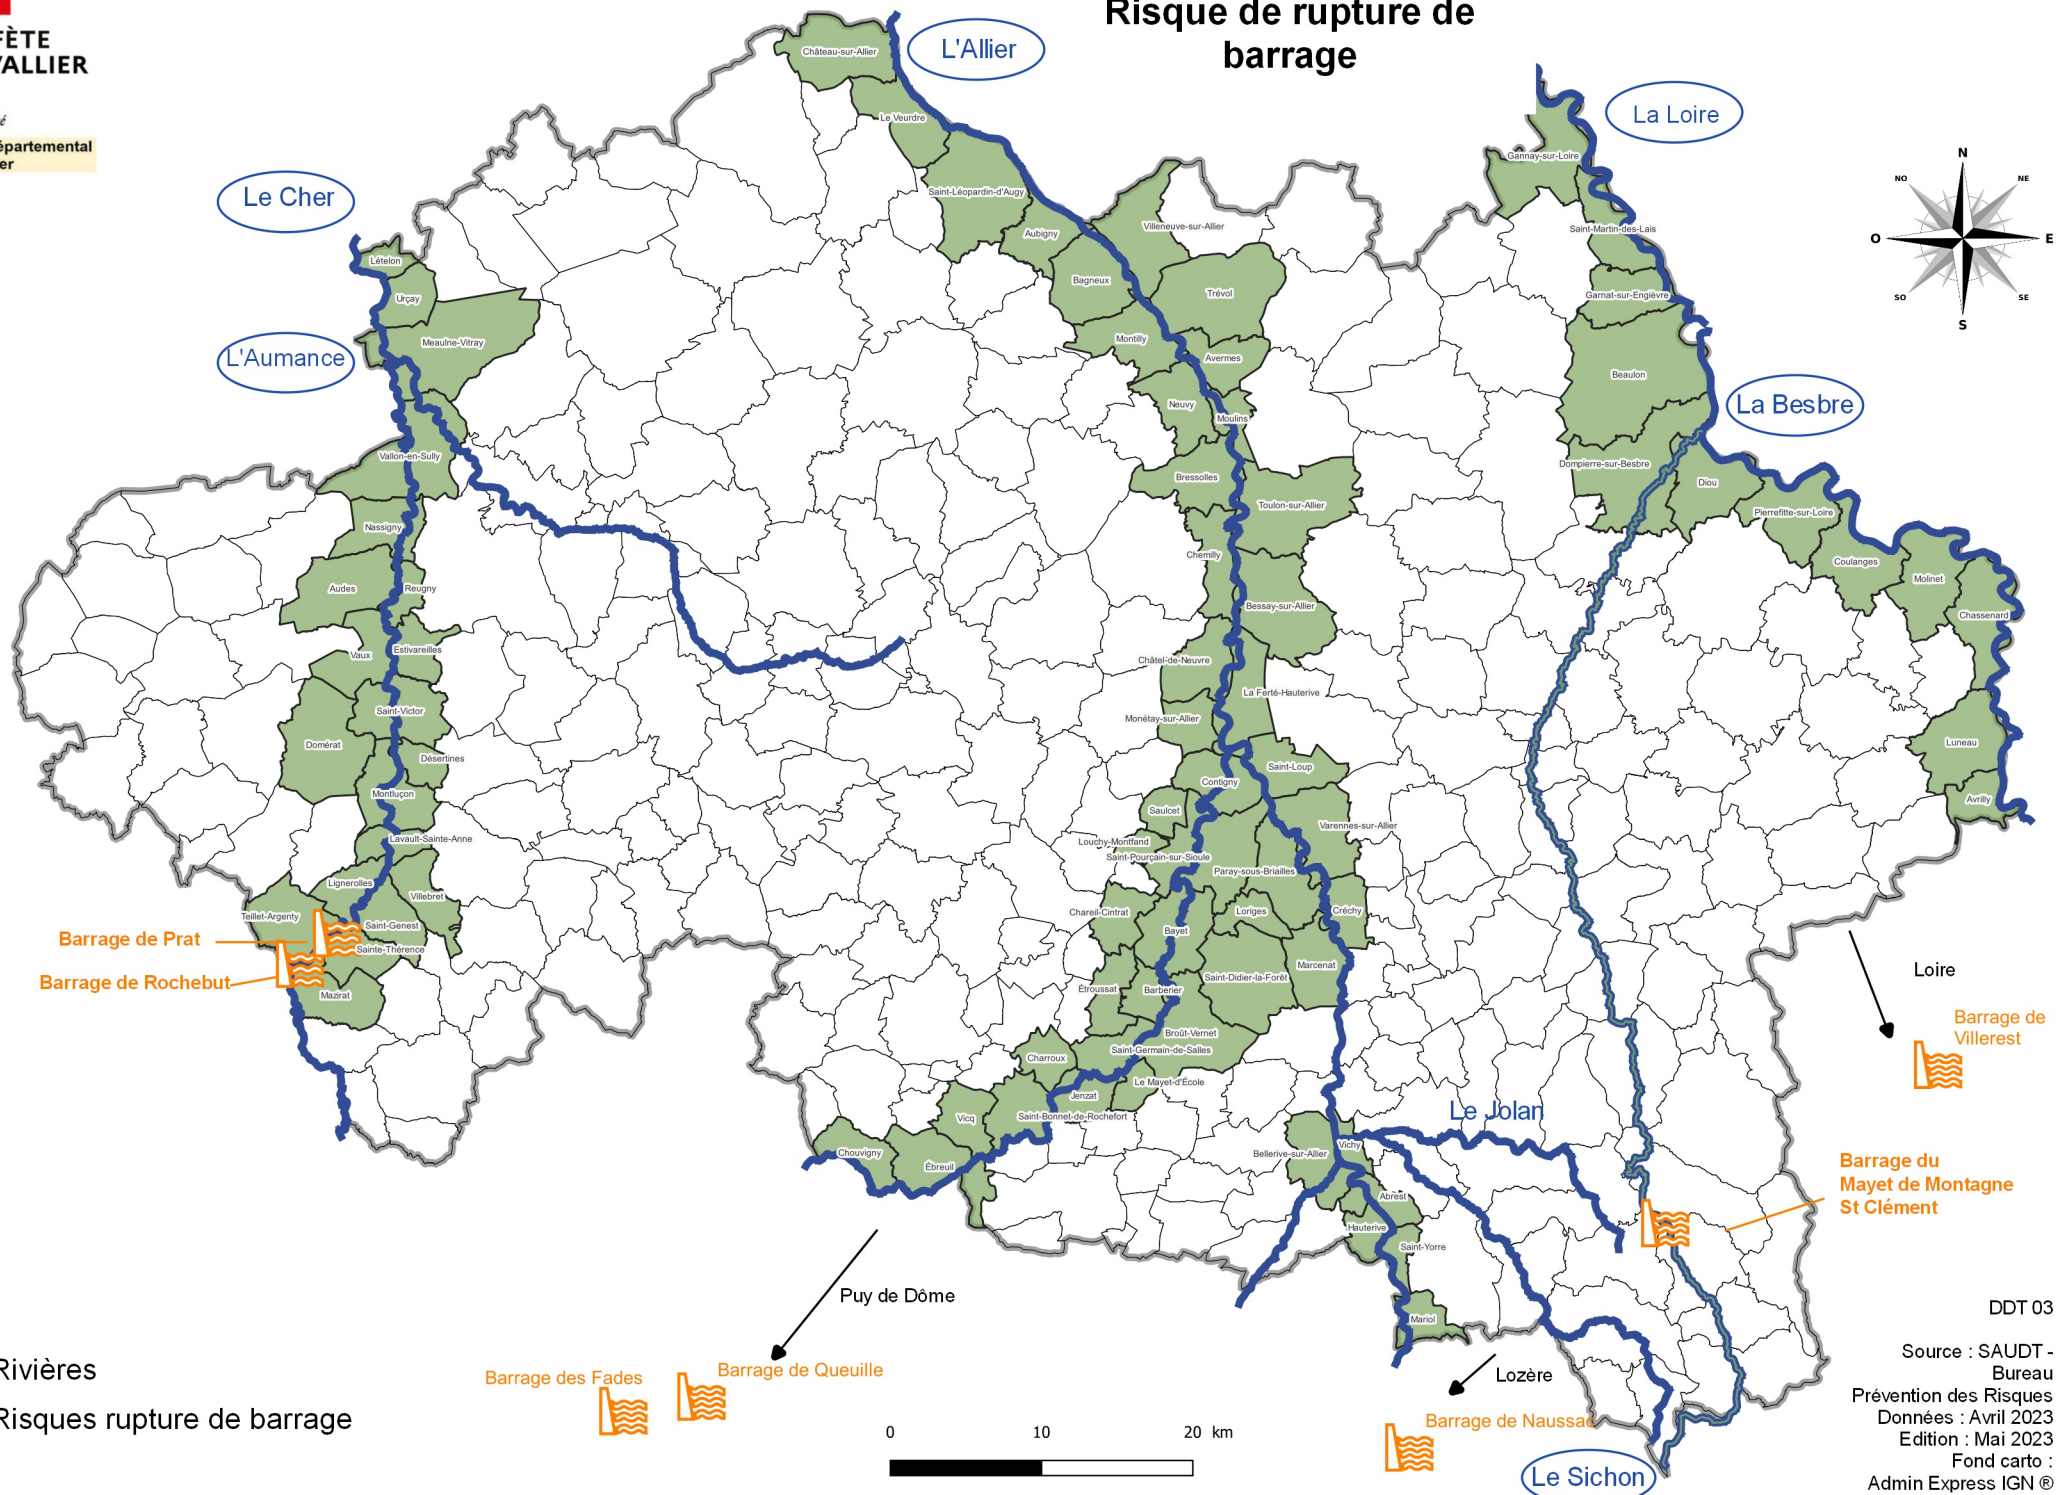 Risque de rupture de
barrage
FÈTE
'ALLIER
é
épartemental
er
L'Allier
La Loire
Le Cher
L'Aumance
La Besbre
Le Jolan
Le Sichon
N
NE
E
SE
S
SO
O
NO
Château-sur-Allier
Le Veurdre
Gannay-sur-Loire
Saint-Léopardin-d'Augy
Villeneuve-sur-Allier
Saint-Martin-des-Lais
Aubigny
Lételon
Bagneux
Trévol
Garnat-sur-Engièvre
Urçay
Meaulne-Vitray
Montilly
Avermes
Beaulon
Neuvy
Moulins
Vallon-en-Sully
Dompierre-sur-Besbre
Bressolles
Diou
Toulon-sur-Allier
Pierrefitte-sur-Loire
Nassigny
Chemilly
Coulanges
Molinet
Audes
Reugny
Bessay-sur-Allier
Chassenard
Vaux
Estivareilles
Châtel-de-Neuvre
La Ferté-Hauterive
Saint-Victor
Monétay-sur-Allier
Domérat
Luneau
Désertines
Saint-Loup
Contigny
Montluçon
Avrilly
Saulcet
Varennes-sur-Allier
Lavault-Sainte-Anne
Louchy-Montfand
Saint-Pourçain-sur-Sioule
Paray-sous-Briailles
Lignerolles
Villebret
Teillet-Argenty
Chareil-Cintrat
Loriges
Créchy
Saint-Genest
Bayet
Sainte-Thérence
Marcenat
Saint-Didier-la-Forêt
Étroussat
Barberier
Mazirat
Broût-Vernet
Saint-Germain-de-Salles
Charroux
Le Mayet-d'École
Jenzat
Vicq
Saint-Bonnet-de-Rochefort
Chouvigny
Ébreuil
Vichy
Bellerive-sur-Allier
Abrest
Hauterive
Saint-Yorre
Mariol
Barrage de Prat
Barrage de Rochebut
Loire
Barrage de
Villerest
Barrage du
Mayet de Montagne
St Clément
Puy de Dôme
Barrage des Fades
Barrage de Queuille
Lozère
Barrage de Naussac
Rivières
Risques rupture de barrage
0
10
20 km
DDT 03
Source : SAUDT -
Bureau
Prévention des Risques
Données : Avril 2023
Edition : Mai 2023
Fond carto :
Admin Express IGN ®